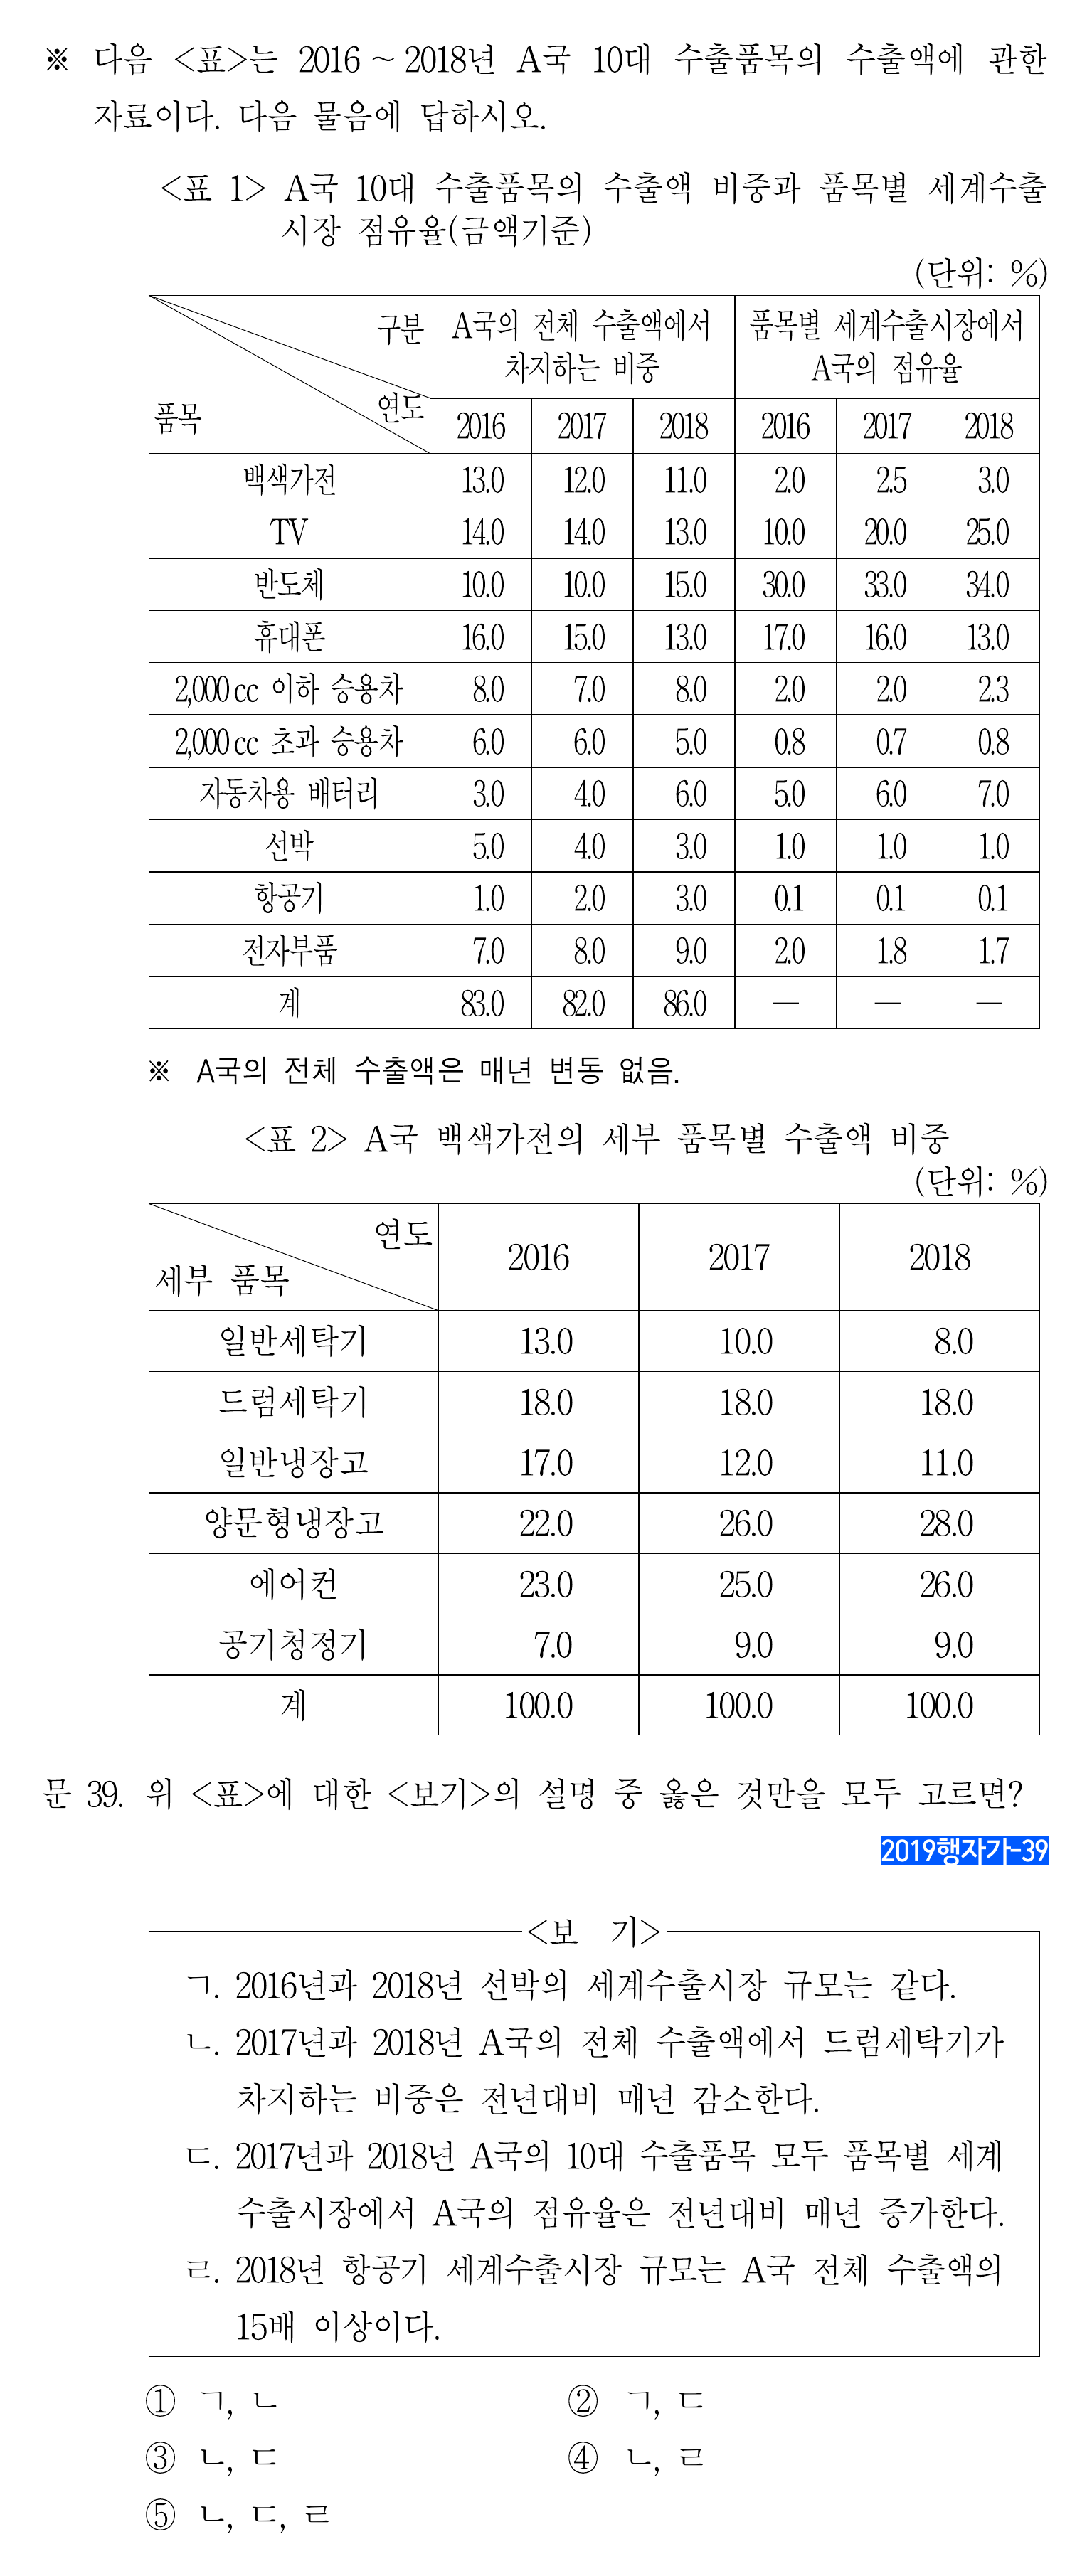 ※ 다음 <표>는 2016 ~ 2018년 A국 10대 수출품목의 수출액에 관한
자료이다. 다음 물음에 답하시오.
<표 1> A국 10대 수출품목의 수출액 비중과 품목별 세계수출
시장 점유율(금액기준)
(단위: %)
구분 A국의 전체 수출액에서 차지하는 비중 품목별 세계수출시장에서 A국의 점유율
품목 연도 2016 2017 2018 2016 2017 2018
백색가전 13.0 12.0 11.0 2.0 2.5 3.0
TV 14.0 14.0 13.0 10.0 20.0 25.0
반도체 10.0 10.0 15.0 30.0 33.0 34.0
휴대폰 16.0 15.0 13.0 17.0 16.0 13.0
2,000cc 이하 승용차 8.0 7.0 8.0 2.0 2.0 2.3
2,000cc 초과 승용차 6.0 6.0 5.0 0.8 0.7 0.8
자동차용 배터리 3.0 4.0 6.0 5.0 6.0 7.0
선박 5.0 4.0 3.0 1.0 1.0 1.0
항공기 1.0 2.0 3.0 0.1 0.1 0.1
전자부품 7.0 8.0 9.0 2.0 1.8 1.7
계 83.0 82.0 86.0 — — —
※ A국의 전체 수출액은 매년 변동 없음.
<표 2> A국 백색가전의 세부 품목별 수출액 비중
(단위: %)
세부 품목 연도 2016 2017 2018
일반세탁기 13.0 10.0 8.0
드럼세탁기 18.0 18.0 18.0
일반냉장고 17.0 12.0 11.0
양문형냉장고 22.0 26.0 28.0
에어컨 23.0 25.0 26.0
공기청정기 7.0 9.0 9.0
계 100.0 100.0 100.0
문 39. 위 <표>에 대한 <보기>의 설명 중 옳은 것만을 모두 고르면?
2019행자가-39
<보 기>
ㄱ. 2016년과 2018년 선박의 세계수출시장 규모는 같다.
ㄴ. 2017년과 2018년 A국의 전체 수출액에서 드럼세탁기가
차지하는 비중은 전년대비 매년 감소한다.
ㄷ. 2017년과 2018년 A국의 10대 수출품목 모두 품목별 세계
수출시장에서 A국의 점유율은 전년대비 매년 증가한다.
ㄹ. 2018년 항공기 세계수출시장 규모는 A국 전체 수출액의
15배 이상이다.
① ㄱ, ㄴ ② ㄱ, ㄷ
③ ㄴ, ㄷ ④ ㄴ, ㄹ
⑤ ㄴ, ㄷ, ㄹ